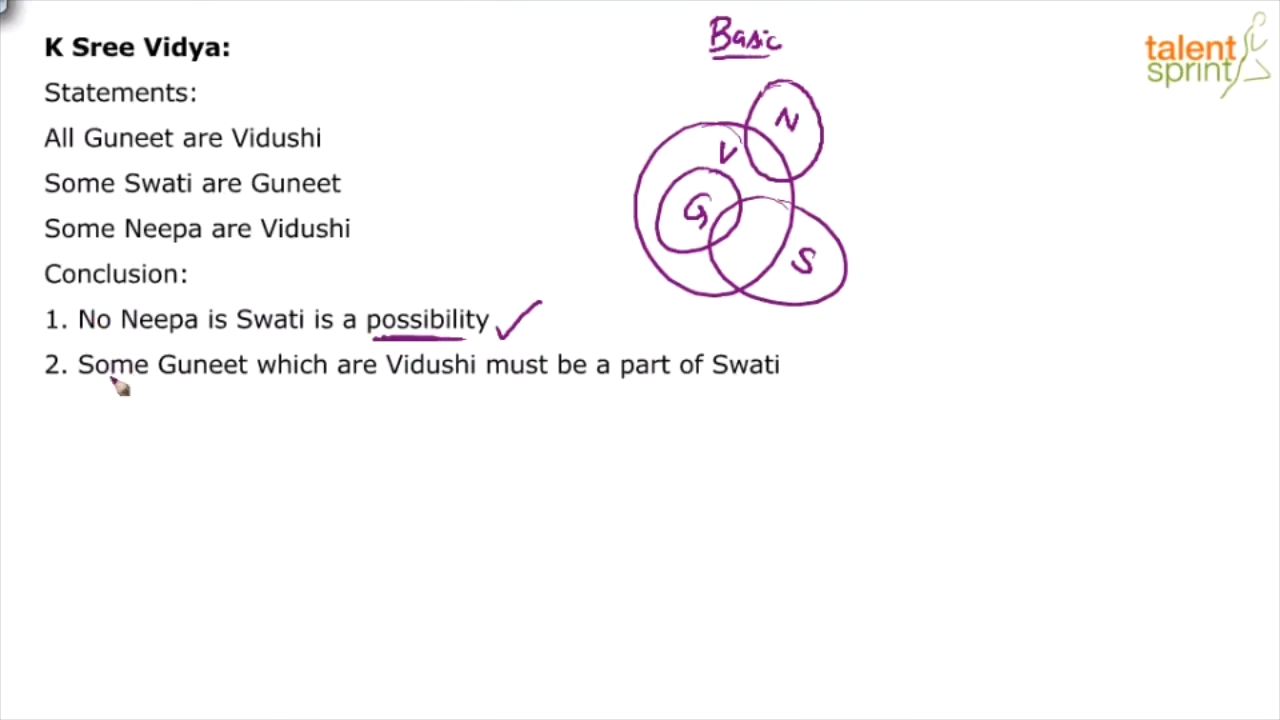 K Sree Vidya:
Statements:
All Guneet are Vidushi
Some Swati are Guneet
Some Neepa are Vidushi
Conclusion:
1. No Neepa is Swati is a possibility
2. Some Guneet which are Vidushi must be a part of Swati
Basic
N
V
G
S
talent
sprint